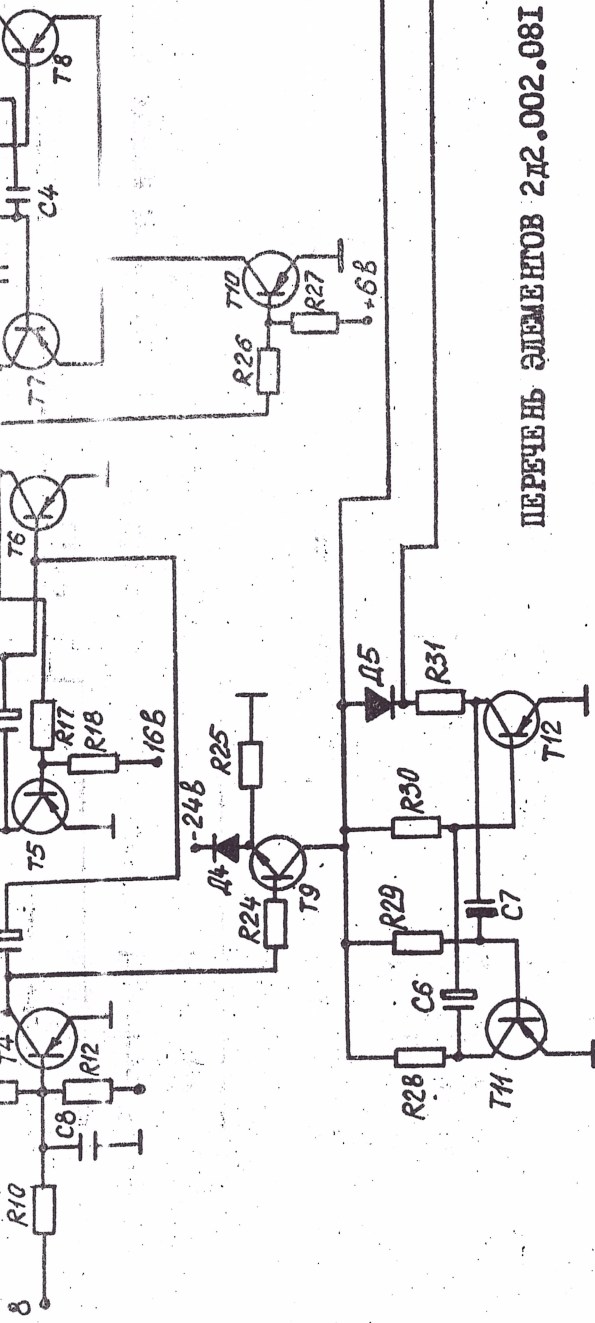 8
R10
C8
R12
T4
T5
R17
R18
16В
T6
T7
C4
T8
R24
Д4
-24В
R25
T9
R26
T10
R27
+6В
R28
T11
C6
R29
C7
R30
Д5
R31
T12
ПЕРЕЧЕНЬ ЭЛЕМЕНТОВ 2д2.002.081